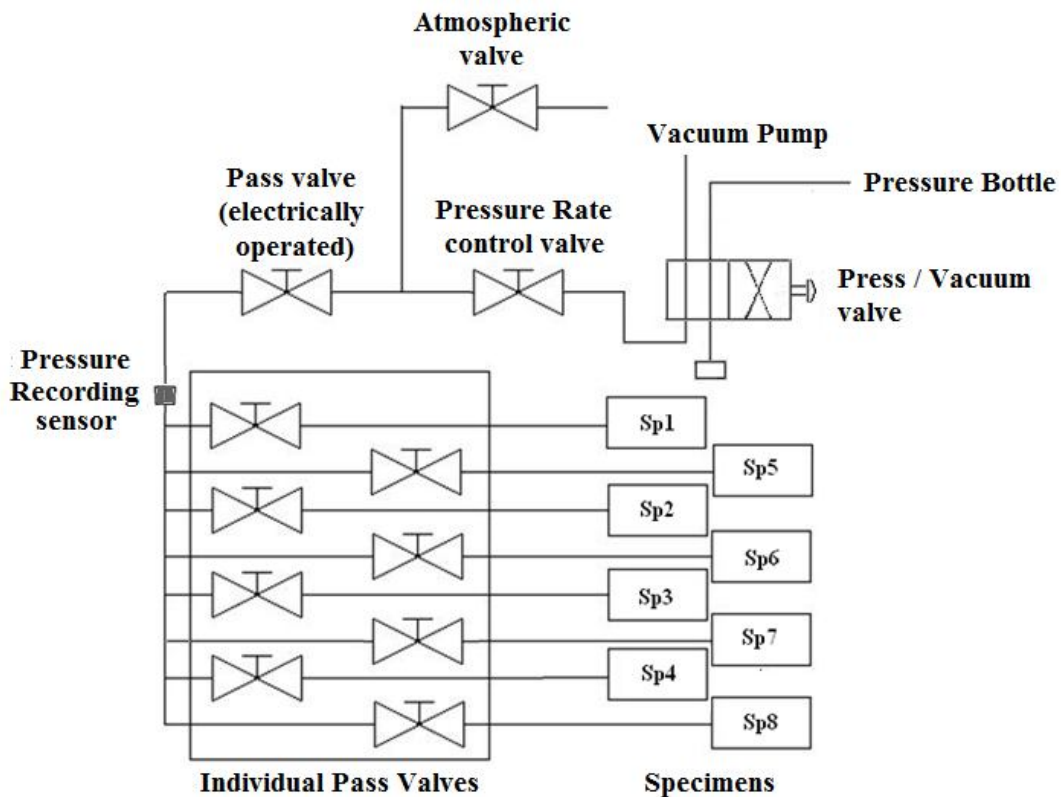 Atmospheric
valve
Vacuum Pump
Pressure Bottle
Pass valve
(electrically
operated)
Pressure Rate
control valve
Press / Vacuum
valve
Pressure
Recording
sensor
Sp1
Sp5
Sp2
Sp6
Sp3
Sp7
Sp4
Sp8
Individual Pass Valves
Specimens